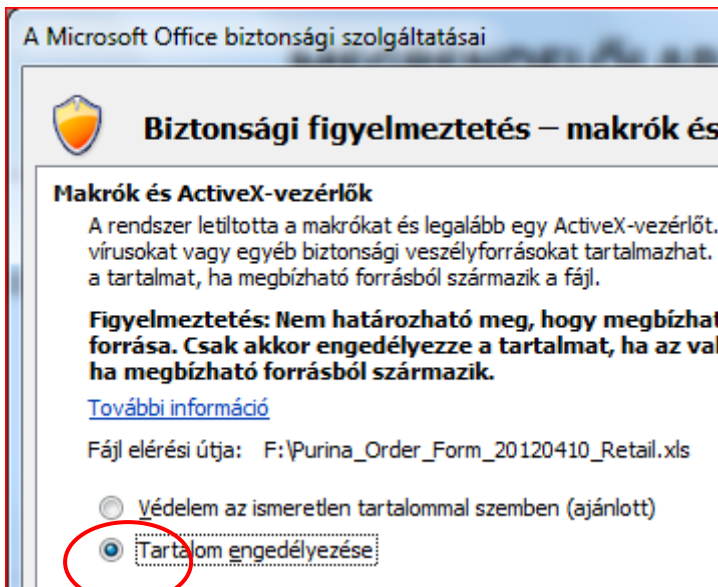 A Microsoft Office biztonsági szolgáltatásai
Biztonsági figyelmeztetés – makrók és
Makrók és ActiveX-vezérlők
A rendszer letiltotta a makrókat és legalább egy ActiveX-vezérlőt.
vírusokat vagy egyéb biztonsági veszélyforrásokat tartalmazhat.
a tartalmat, ha megbízható forrásból származik a fájl.
Figyelmeztetés: Nem határozható meg, hogy megbízhat
forrása. Csak akkor engedélyezze a tartalmat, ha az val
ha megbízható forrásból származik.
További információ
Fájl elérési útja: F:\Purina_Order_Form_20120410_Retail.xls
Védelem az ismeretlen tartalommal szemben (ajánlott)
Tartalom engedélyezése